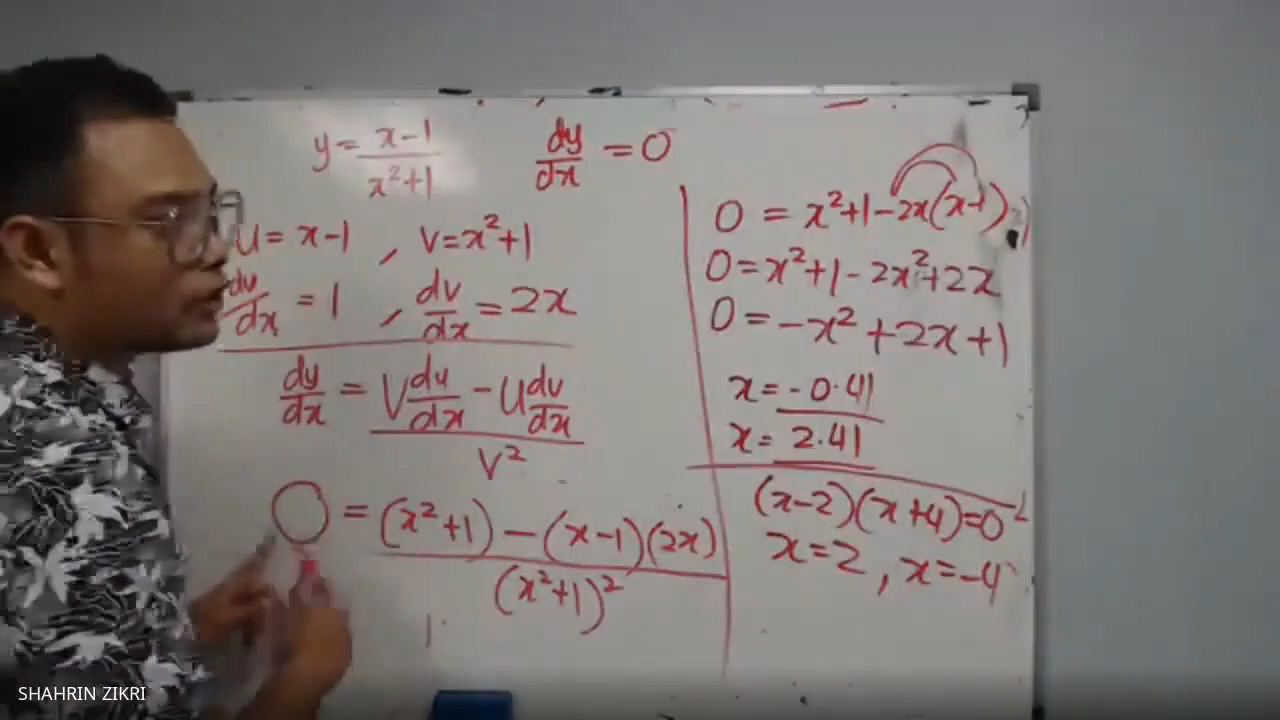 y = x-1 / x²+1    dy/dx = 0
u = x-1 , v = x²+1
du/dx = 1 , dv/dx = 2x
dy/dx = V du/dx - U dv/dx / V²
0 = (x²+1) - (x-1)(2x) / (x²+1)²
0 = x²+1-2x(x-1)
0 = x²+1-2x²+2x
0 = -x²+2x+1
x = -0.41
x = 2.41
(x-2)(x+4)=0
x=2 , x=-4
SHAHRIN ZIKRI